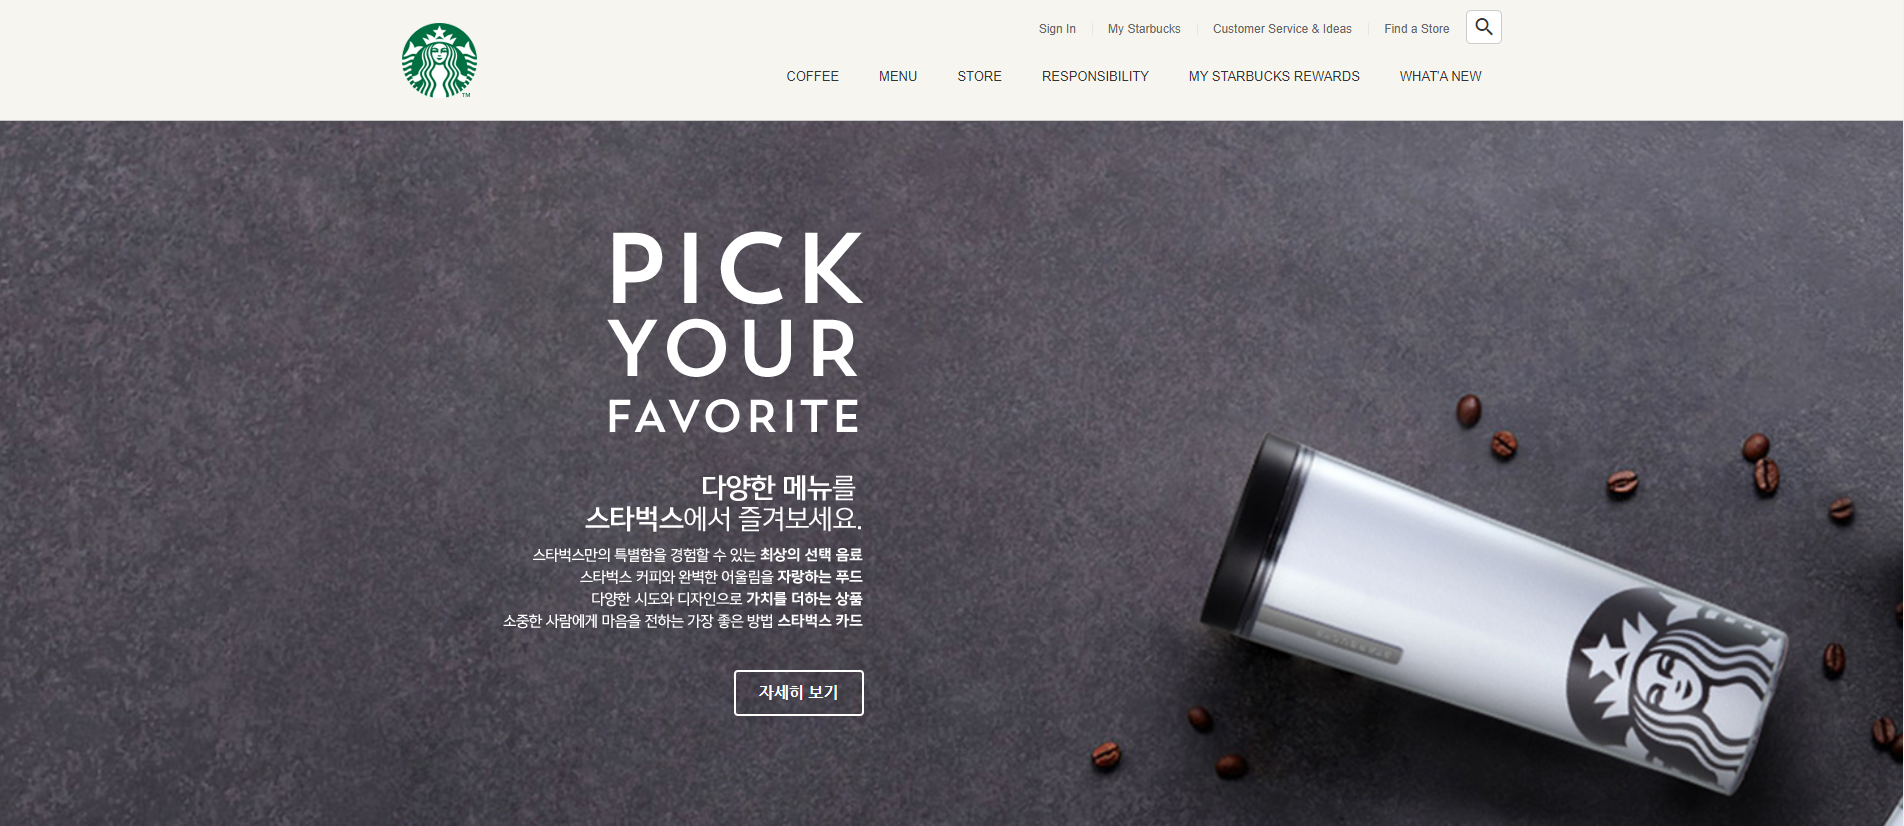 Sign In
My Starbucks
Customer Service & Ideas
Find a Store
COFFEE
MENU
STORE
RESPONSIBILITY
MY STARBUCKS REWARDS
WHAT'A NEW
TM
PICK
YOUR
FAVORITE
다양한 메뉴를
스타벅스에서 즐겨보세요.
스타벅스만의 특별함을 경험할 수 있는 최상의 선택 음료
스타벅스 커피와 완벽한 어울림을 자랑하는 푸드
다양한 시도와 디자인으로 가치를 더하는 상품
소중한 사람에게 마음을 전하는 가장 좋은 방법 스타벅스 카드
자세히 보기